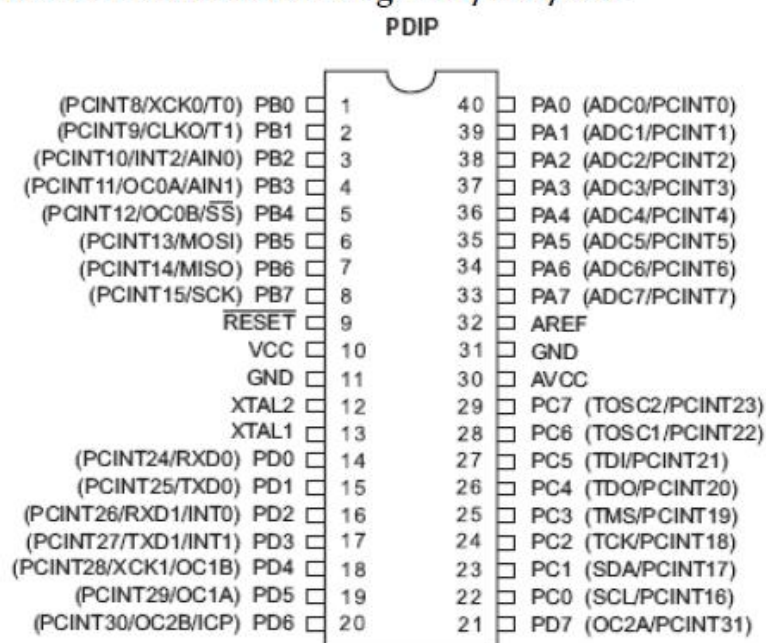 PDIP
(PCINT8/XCK0/T0) PB0 1 40 PA0 (ADC0/PCINT0)
(PCINT9/CLKO/T1) PB1 2 39 PA1 (ADC1/PCINT1)
(PCINT10/INT2/AIN0) PB2 3 38 PA2 (ADC2/PCINT2)
(PCINT11/OC0A/AIN1) PB3 4 37 PA3 (ADC3/PCINT3)
(PCINT12/OC0B/S̅S̅) PB4 5 36 PA4 (ADC4/PCINT4)
(PCINT13/MOSI) PB5 6 35 PA5 (ADC5/PCINT5)
(PCINT14/MISO) PB6 7 34 PA6 (ADC6/PCINT6)
(PCINT15/SCK) PB7 8 33 PA7 (ADC7/PCINT7)
R̅E̅S̅E̅T̅ 9 32 AREF
VCC 10 31 GND
GND 11 30 AVCC
XTAL2 12 29 PC7 (TOSC2/PCINT23)
XTAL1 13 28 PC6 (TOSC1/PCINT22)
(PCINT24/RXD0) PD0 14 27 PC5 (TDI/PCINT21)
(PCINT25/TXD0) PD1 15 26 PC4 (TDO/PCINT20)
(PCINT26/RXD1/INT0) PD2 16 25 PC3 (TMS/PCINT19)
(PCINT27/TXD1/INT1) PD3 17 24 PC2 (TCK/PCINT18)
(PCINT28/XCK1/OC1B) PD4 18 23 PC1 (SDA/PCINT17)
(PCINT29/OC1A) PD5 19 22 PC0 (SCL/PCINT16)
(PCINT30/OC2B/ICP) PD6 20 21 PD7 (OC2A/PCINT31)